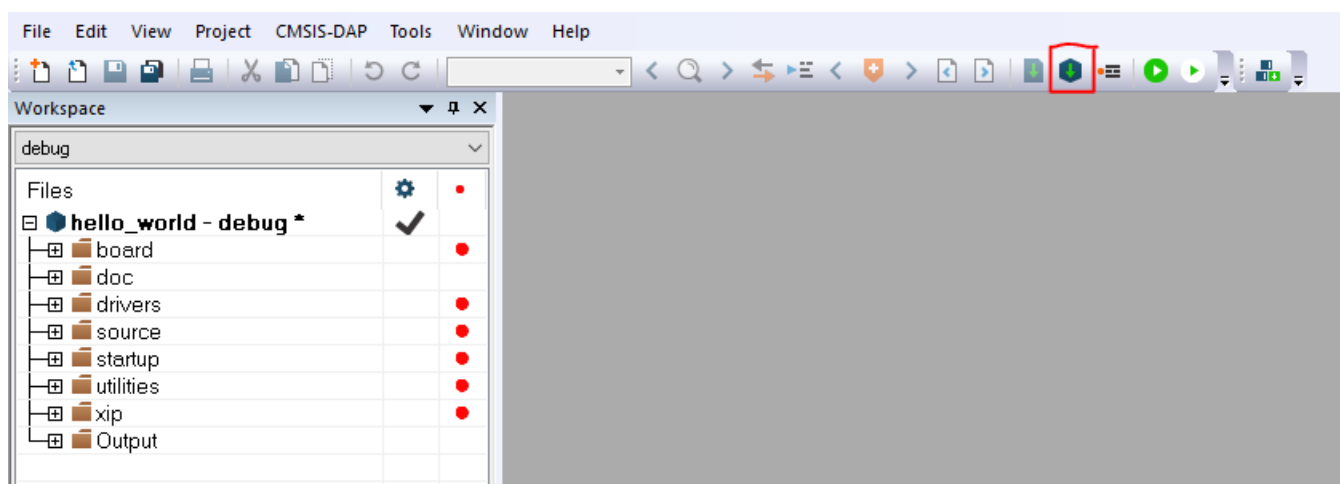 File Edit View Project CMSIS-DAP Tools Window Help
Workspace
debug
Files
hello_world - debug *
board
doc
drivers
source
startup
utilities
xip
Output